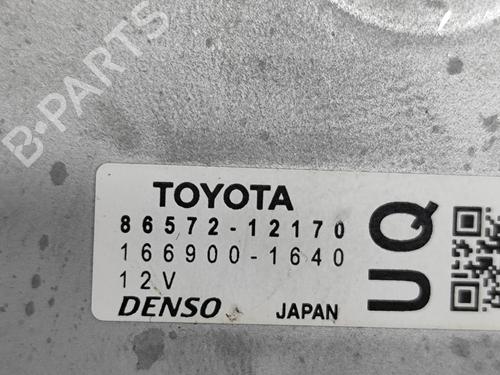 B-PARTS
TOYOTA
86572-12170
166900-1640
12V
DENSO JAPAN
UQ